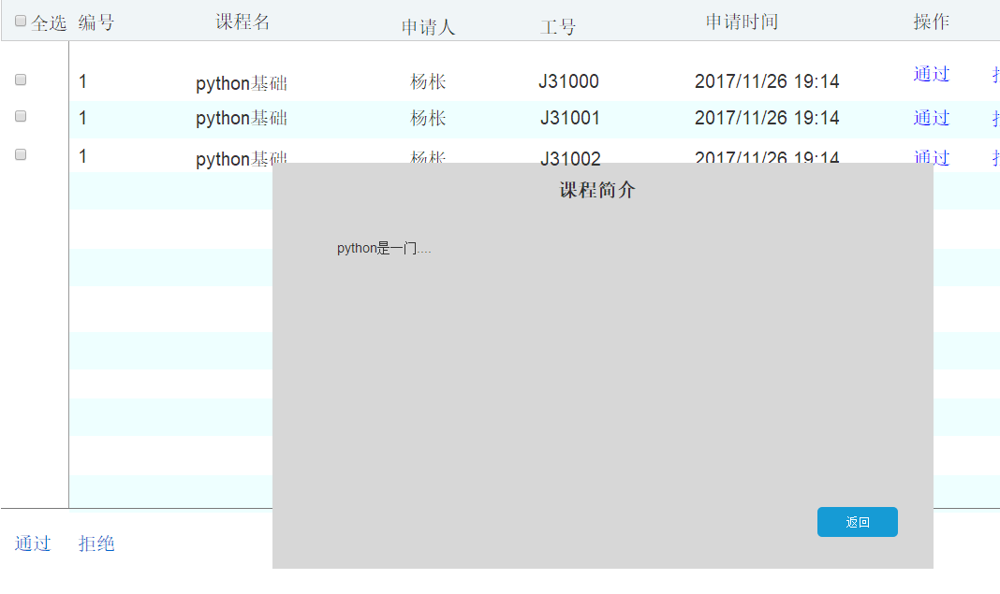 全选 编号 课程名 申请人 工号 申请时间 操作
1 python基础 杨枨 J31000 2017/11/26 19:14 通过
1 python基础 杨枨 J31001 2017/11/26 19:14 通过
1 python基础 杨枨 J31002 2017/11/26 19:14 通过
课程简介
python是一门....
返回
通过 拒绝